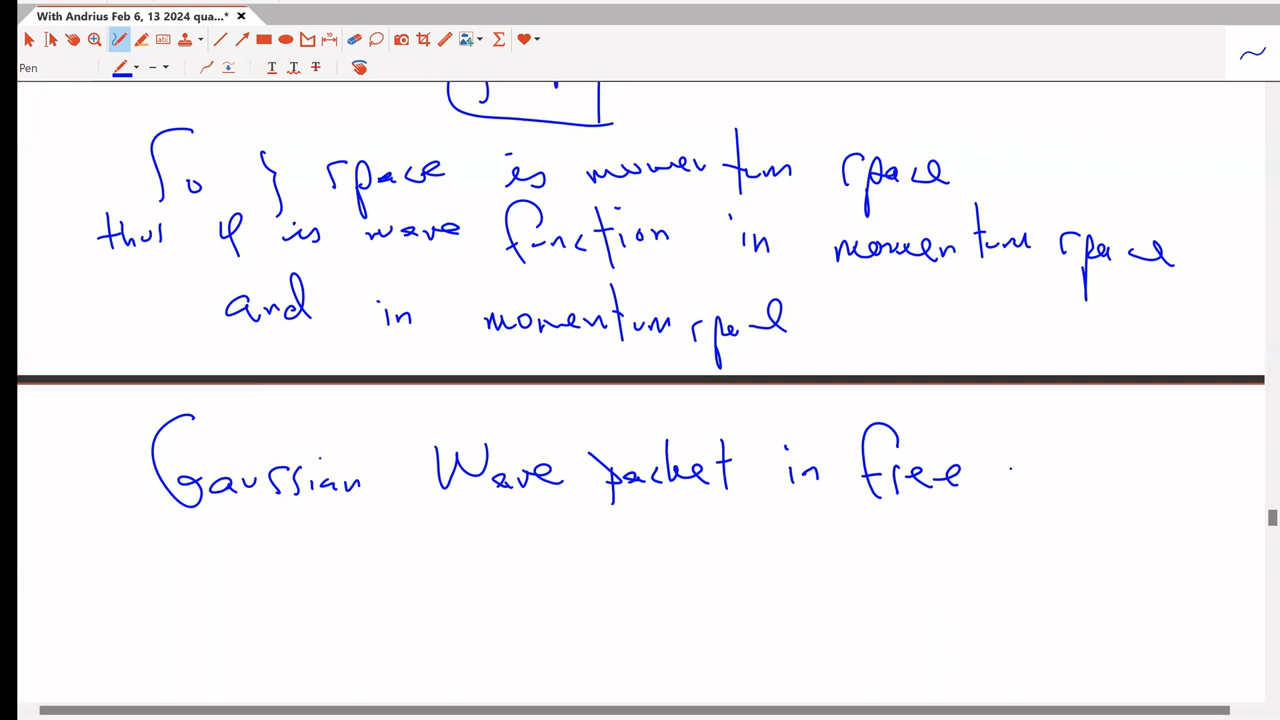 With Andrius Feb 6, 13 2024 qua...*
Pen
So } space is momentum space
thus φ is wave function in momentum space
and in momentum space
Gaussian Wave packet in free